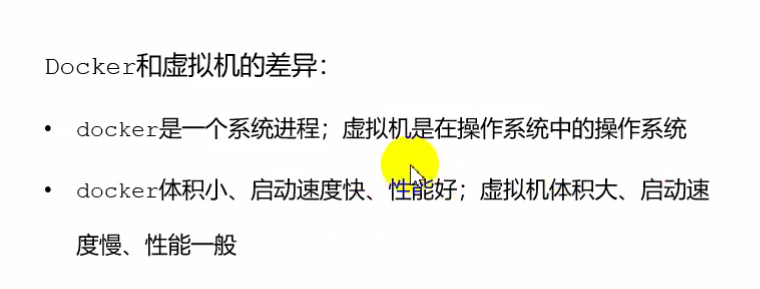 Docker和虚拟机的差异：
• docker是一个系统进程；虚拟机是在操作系统中的操作系统
• docker体积小、启动速度快、性能好；虚拟机体积大、启动速
度慢、性能一般